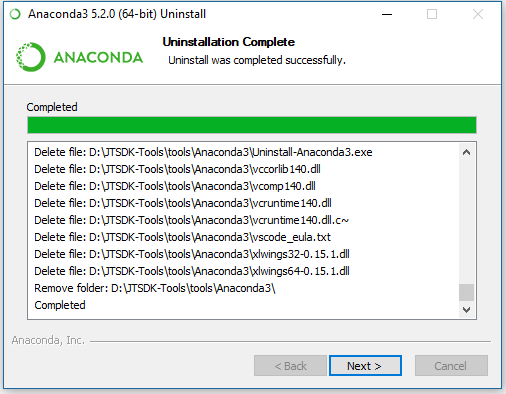 Anaconda3 5.2.0 (64-bit) Uninstall
ANACONDA
Uninstallation Complete
Uninstall was completed successfully.
Completed
Delete file: D:\JTSDK-Tools\tools\Anaconda3\Uninstall-Anaconda3.exe
Delete file: D:\JTSDK-Tools\tools\Anaconda3\vccorlib140.dll
Delete file: D:\JTSDK-Tools\tools\Anaconda3\vcomp140.dll
Delete file: D:\JTSDK-Tools\tools\Anaconda3\vcruntime140.dll
Delete file: D:\JTSDK-Tools\tools\Anaconda3\vcruntime140.dll.c~
Delete file: D:\JTSDK-Tools\tools\Anaconda3\vscode_eula.txt
Delete file: D:\JTSDK-Tools\tools\Anaconda3\xlwings32-0.15.1.dll
Delete file: D:\JTSDK-Tools\tools\Anaconda3\xlwings64-0.15.1.dll
Remove folder: D:\JTSDK-Tools\tools\Anaconda3\
Completed
Anaconda, Inc.
< Back
Next >
Cancel